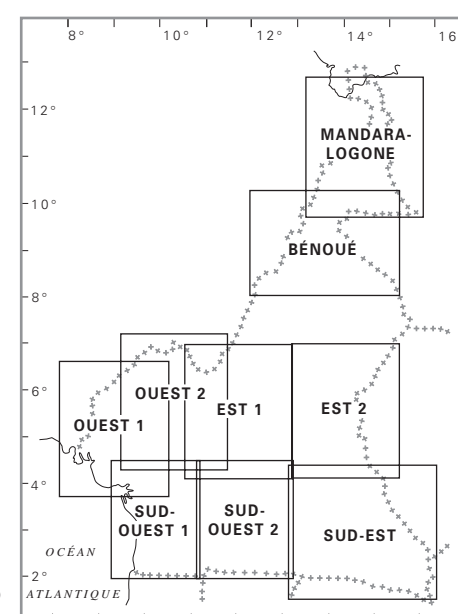 8° 10° 12° 14° 16
12°
MANDARA-
LOGONE
10°
BÉNOUÉ
8°
6°
OUEST 2
OUEST 1
EST 1
EST 2
4°
SUD-
OUEST 1
SUD-
OUEST 2
SUD-EST
OCÉAN
2°
ATLANTIQUE